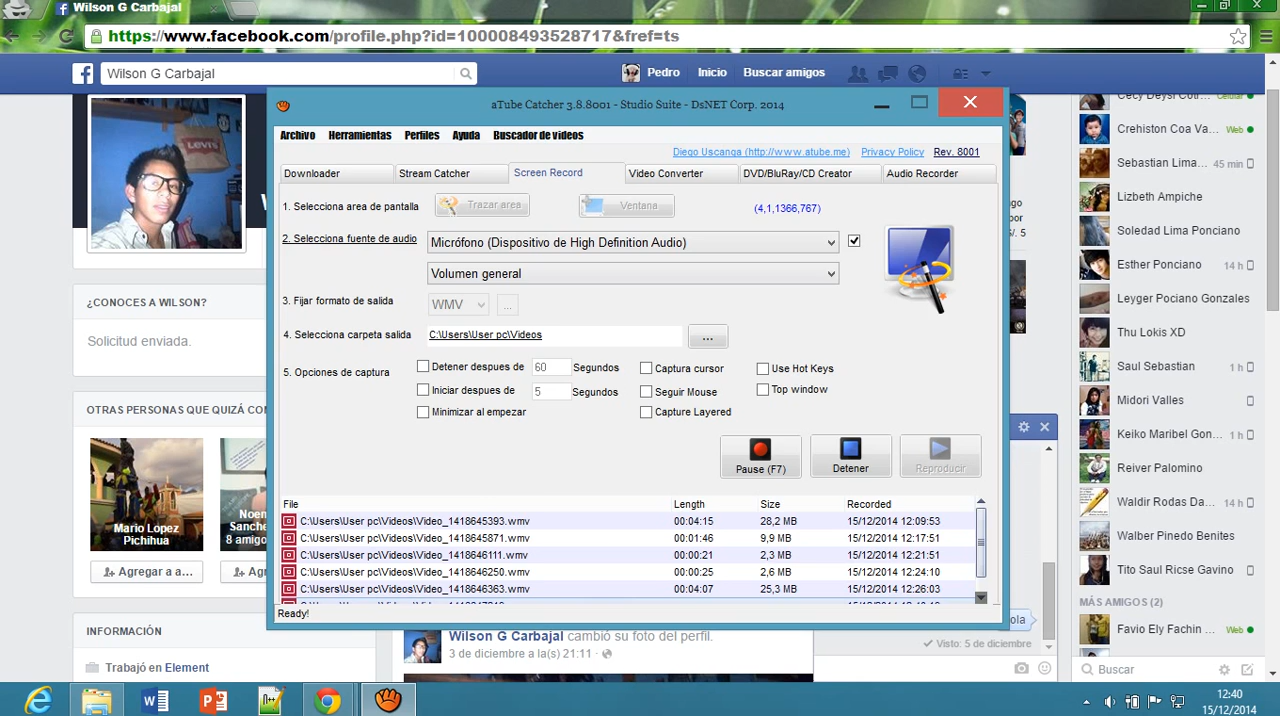 Wilson G Carbajal
https://www.facebook.com/profile.php?id=100008493528717&fref=ts
Wilson G Carbajal
Pedro
Inicio
Buscar amigos
aTube Catcher 3.8.8001 - Studio Suite - DsNET Corp. 2014
Archivo Herramientas Perfiles Ayuda Buscador de videos
Diego Uscanga (http://www.atube.me) Privacy Policy Rev. 8001
Downloader Stream Catcher Screen Record Video Converter DVD/BluRay/CD Creator Audio Recorder
1. Selecciona area de pantalla Trazar area Ventana (4,1,1366,767)
2. Selecciona fuente de audio Micrófono (Dispositivo de High Definition Audio)
Volumen general
3. Fijar formato de salida WMV ...
4. Selecciona carpeta salida C:\Users\User pc\Videos ...
5. Opciones de captura
Detener despues de 60 Segundos Captura cursor Use Hot Keys
Iniciar despues de 5 Segundos Seguir Mouse Top window
Minimizar al empezar Capture Layered
Pause (F7) Detener Reproducir
File Length Size Recorded
C:\Users\User pc\Videos\Video_1418645393.wmv 00:04:15 28,2 MB 15/12/2014 12:09:53
C:\Users\User pc\Videos\Video_1418645871.wmv 00:01:46 9,9 MB 15/12/2014 12:17:51
C:\Users\User pc\Videos\Video_1418646111.wmv 00:00:21 2,3 MB 15/12/2014 12:21:51
C:\Users\User pc\Videos\Video_1418646250.wmv 00:00:25 2,6 MB 15/12/2014 12:24:10
C:\Users\User pc\Videos\Video_1418646363.wmv 00:04:07 25,3 MB 15/12/2014 12:26:03
Ready!
¿CONOCES A WILSON?
Solicitud enviada.
OTRAS PERSONAS QUE QUIZÁ CON
Mario Lopez
Pichihua
Noen
Sanche
8 amigo
Agregar a a...
Ag
INFORMACIÓN
Trabajó en Element
Wilson G Carbajal cambió su foto del perfil.
3 de diciembre a la(s) 21:11
ola
Visto: 5 de diciembre
Cecy Deysi Cotr... Celular
Crehiston Coa Va... Web
Sebastian Lima... 45 min
Lizbeth Ampiche
Soledad Lima Ponciano
Esther Ponciano 14 h
Leyger Pociano Gonzales
Thu Lokis XD
Saul Sebastian 1 h
Midori Valles
Keiko Maribel Gon... 1 h
Reiver Palomino
Waldir Rodas Da... 14 h
Walber Pinedo Benites
Tito Saul Ricse Gavino
MÁS AMIGOS (2)
Favio Ely Fachin ... Web
Buscar
12:40
15/12/2014